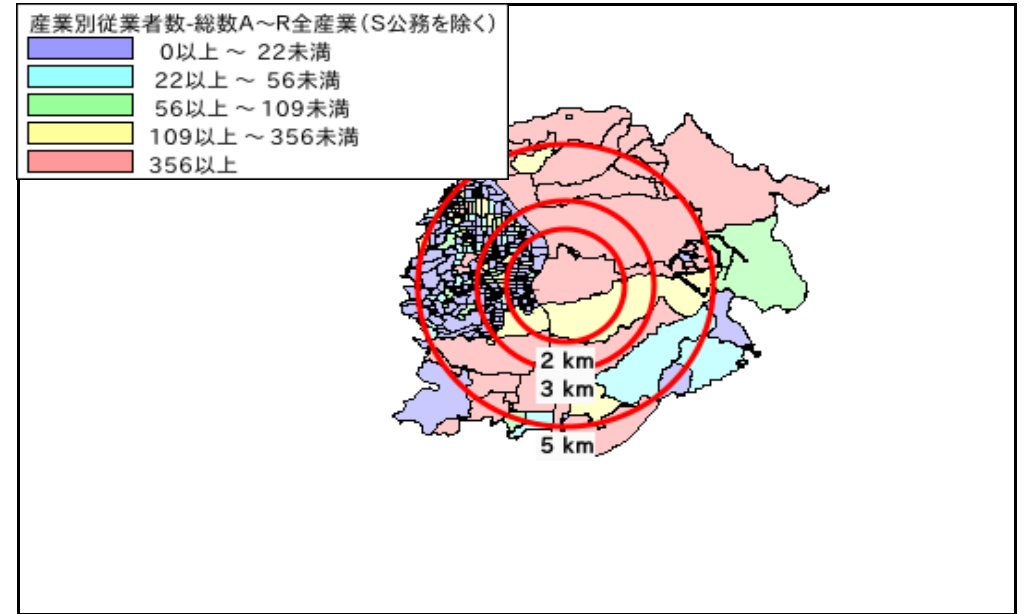 産業別従業者数-総数A～R全産業(S公務を除く)
0以上 ～ 22未満
22以上 ～ 56未満
56以上 ～ 109未満
109以上 ～ 356未満
356以上
2 km
3 km
5 km